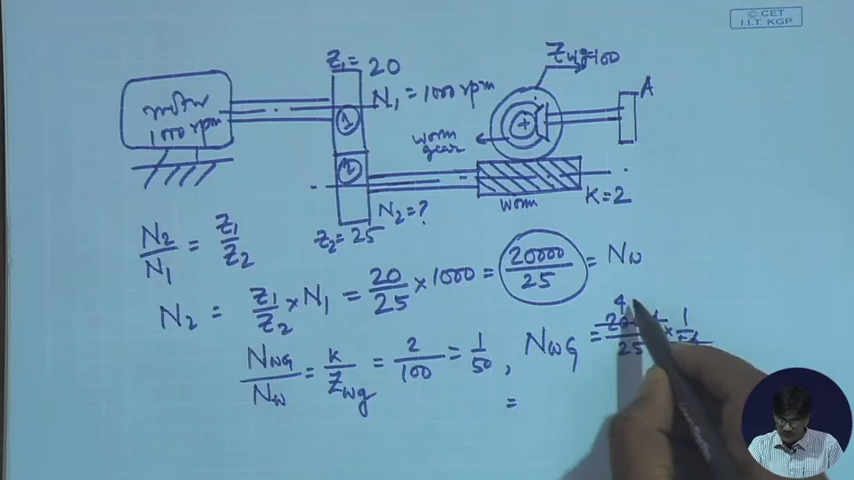 © CET
I.I.T. KGP
motor
1000 rpm
Z1 = 20
N1 = 1000 rpm
1
2
Z2 = 25
N2 = ?
Zwg = 100
A
worm
gear
worm
K = 2
N2/N1 = Z1/Z2
N2 = Z1/Z2 × N1 = 20/25 × 1000 = 20000/25 = Nw
NWG/Nw = K/Zwg = 2/100 = 1/50 , NWG =
4
25 × 1
=